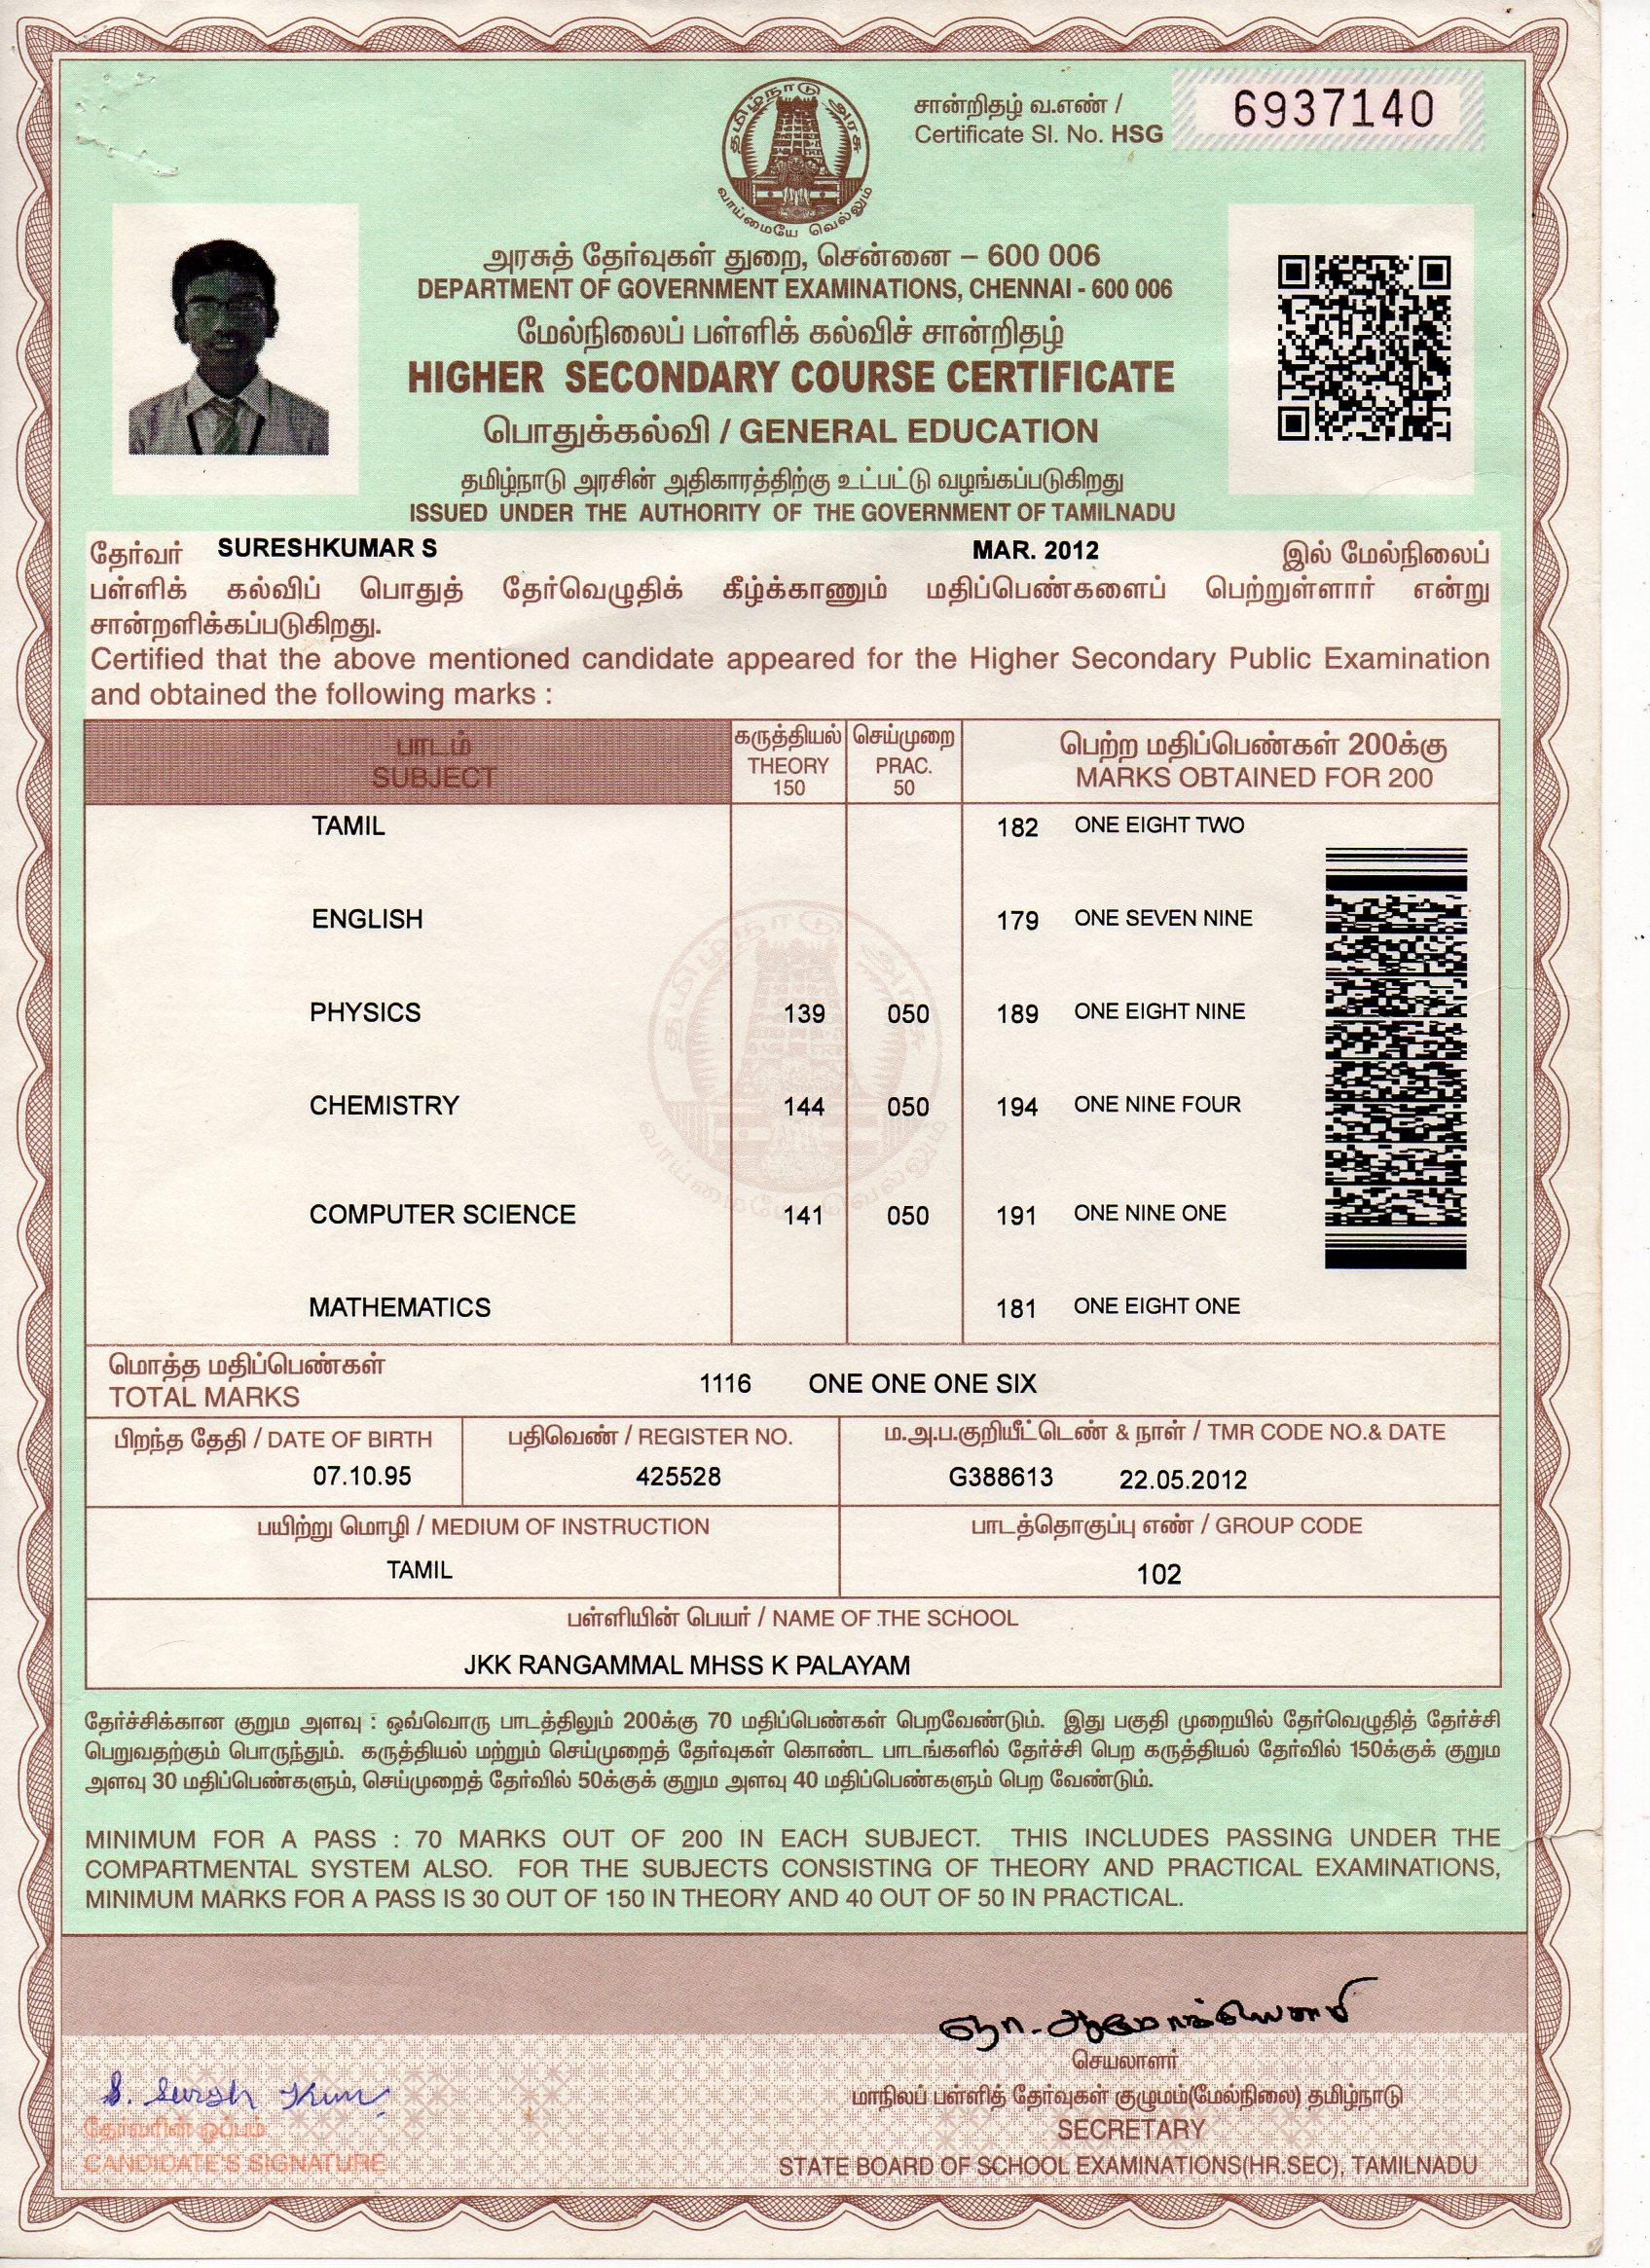 தமிழ்நாடு அரசு
வாய்மையே வெல்லும்
சான்றிதழ் வ.எண் /
Certificate Sl. No. HSG 6937140
அரசுத் தேர்வுகள் துறை, சென்னை – 600 006
DEPARTMENT OF GOVERNMENT EXAMINATIONS, CHENNAI - 600 006
மேல்நிலைப் பள்ளிக் கல்விச் சான்றிதழ்
HIGHER SECONDARY COURSE CERTIFICATE
பொதுக்கல்வி / GENERAL EDUCATION
தமிழ்நாடு அரசின் அதிகாரத்திற்கு உட்பட்டு வழங்கப்படுகிறது
ISSUED UNDER THE AUTHORITY OF THE GOVERNMENT OF TAMILNADU
தேர்வர் SURESHKUMAR S MAR. 2012 இல் மேல்நிலைப்
பள்ளிக் கல்விப் பொதுத் தேர்வெழுதிக் கீழ்க்காணும் மதிப்பெண்களைப் பெற்றுள்ளார் என்று
சான்றளிக்கப்படுகிறது.
Certified that the above mentioned candidate appeared for the Higher Secondary Public Examination
and obtained the following marks :
பாடம் கருத்தியல் செய்முறை பெற்ற மதிப்பெண்கள் 200க்கு
SUBJECT THEORY PRAC. MARKS OBTAINED FOR 200
150 50
TAMIL 182 ONE EIGHT TWO
ENGLISH 179 ONE SEVEN NINE
PHYSICS 139 050 189 ONE EIGHT NINE
CHEMISTRY 144 050 194 ONE NINE FOUR
COMPUTER SCIENCE 141 050 191 ONE NINE ONE
MATHEMATICS 181 ONE EIGHT ONE
மொத்த மதிப்பெண்கள்
TOTAL MARKS 1116 ONE ONE ONE SIX
பிறந்த தேதி / DATE OF BIRTH பதிவெண் / REGISTER NO. ம.அ.ப.குறியீட்டெண் & நாள் / TMR CODE NO.& DATE
07.10.95 425528 G388613 22.05.2012
பயிற்று மொழி / MEDIUM OF INSTRUCTION பாடத்தொகுப்பு எண் / GROUP CODE
TAMIL 102
பள்ளியின் பெயர் / NAME OF THE SCHOOL
JKK RANGAMMAL MHSS K PALAYAM
தேர்ச்சிக்கான குறும அளவு : ஒவ்வொரு பாடத்திலும் 200க்கு 70 மதிப்பெண்கள் பெறவேண்டும். இது பகுதி முறையில் தேர்வெழுதித் தேர்ச்சி
பெறுவதற்கும் பொருந்தும். கருத்தியல் மற்றும் செய்முறைத் தேர்வுகள் கொண்ட பாடங்களில் தேர்ச்சி பெற கருத்தியல் தேர்வில் 150க்குக் குறும
அளவு 30 மதிப்பெண்களும், செய்முறைத் தேர்வில் 50க்குக் குறும அளவு 40 மதிப்பெண்களும் பெற வேண்டும்.
MINIMUM FOR A PASS : 70 MARKS OUT OF 200 IN EACH SUBJECT. THIS INCLUDES PASSING UNDER THE
COMPARTMENTAL SYSTEM ALSO. FOR THE SUBJECTS CONSISTING OF THEORY AND PRACTICAL EXAMINATIONS,
MINIMUM MARKS FOR A PASS IS 30 OUT OF 150 IN THEORY AND 40 OUT OF 50 IN PRACTICAL.
செயலாளர்
S. Suresh Kum
மாநிலப் பள்ளித் தேர்வுகள் குழுமம்(மேல்நிலை) தமிழ்நாடு
தேர்வரின் ஒப்பம் SECRETARY
CANDIDATE'S SIGNATURE STATE BOARD OF SCHOOL EXAMINATIONS(HR.SEC), TAMILNADU